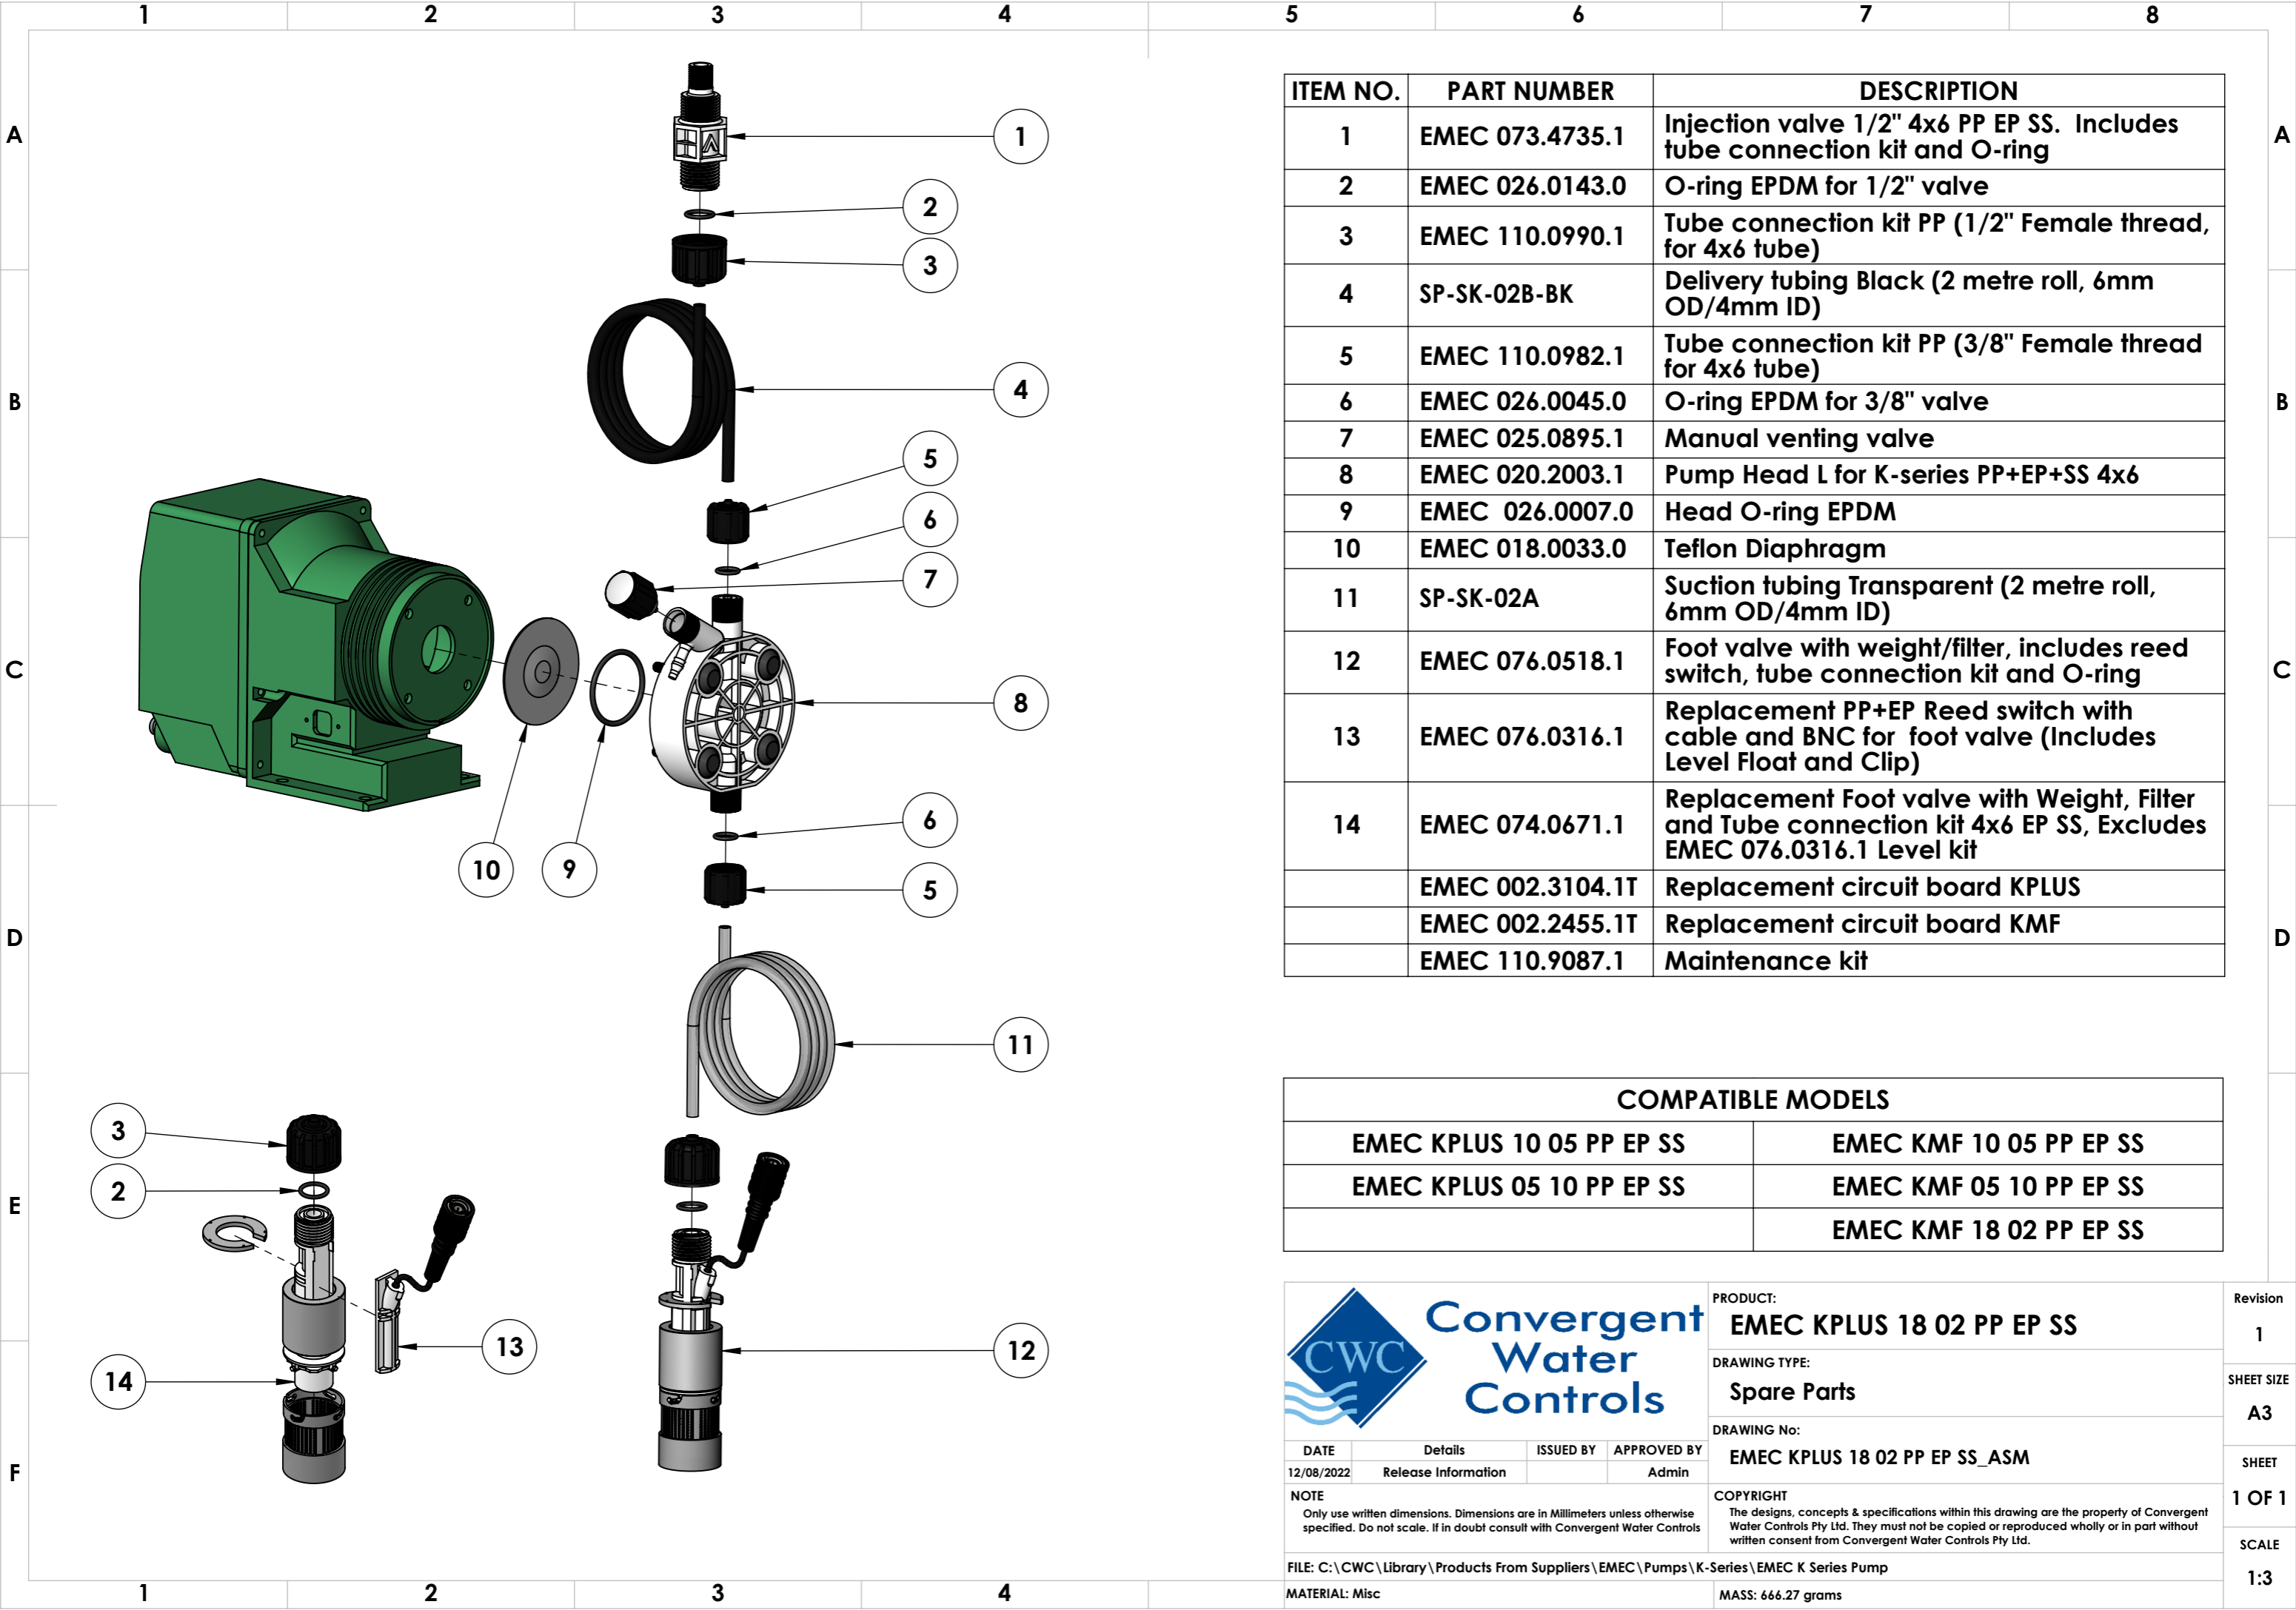 1 2 3 4 5 6 7 8
A
B
C
D
E
F
A
B
C
D
1
2
3
4
5
6
7
8
6
5
10
9
11
3
2
13
14
12
ITEM NO. PART NUMBER DESCRIPTION
1 EMEC 073.4735.1 Injection valve 1/2" 4x6 PP EP SS. Includes
tube connection kit and O-ring
2 EMEC 026.0143.0 O-ring EPDM for 1/2" valve
3 EMEC 110.0990.1 Tube connection kit PP (1/2" Female thread,
for 4x6 tube)
4 SP-SK-02B-BK Delivery tubing Black (2 metre roll, 6mm
OD/4mm ID)
5 EMEC 110.0982.1 Tube connection kit PP (3/8" Female thread
for 4x6 tube)
6 EMEC 026.0045.0 O-ring EPDM for 3/8" valve
7 EMEC 025.0895.1 Manual venting valve
8 EMEC 020.2003.1 Pump Head L for K-series PP+EP+SS 4x6
9 EMEC 026.0007.0 Head O-ring EPDM
10 EMEC 018.0033.0 Teflon Diaphragm
11 SP-SK-02A Suction tubing Transparent (2 metre roll,
6mm OD/4mm ID)
12 EMEC 076.0518.1 Foot valve with weight/filter, includes reed
switch, tube connection kit and O-ring
13 EMEC 076.0316.1 Replacement PP+EP Reed switch with
cable and BNC for foot valve (Includes
Level Float and Clip)
14 EMEC 074.0671.1 Replacement Foot valve with Weight, Filter
and Tube connection kit 4x6 EP SS, Excludes
EMEC 076.0316.1 Level kit
EMEC 002.3104.1T Replacement circuit board KPLUS
EMEC 002.2455.1T Replacement circuit board KMF
EMEC 110.9087.1 Maintenance kit
COMPATIBLE MODELS
EMEC KPLUS 10 05 PP EP SS EMEC KMF 10 05 PP EP SS
EMEC KPLUS 05 10 PP EP SS EMEC KMF 05 10 PP EP SS
EMEC KMF 18 02 PP EP SS
CWC
Convergent
Water
Controls
PRODUCT:
EMEC KPLUS 18 02 PP EP SS
DRAWING TYPE:
Spare Parts
DRAWING No:
EMEC KPLUS 18 02 PP EP SS_ASM
Revision
1
SHEET SIZE
A3
SHEET
1 OF 1
SCALE
1:3
DATE Details ISSUED BY APPROVED BY
12/08/2022 Release Information Admin
NOTE
Only use written dimensions. Dimensions are in Millimeters unless otherwise
specified. Do not scale. If in doubt consult with Convergent Water Controls
COPYRIGHT
The designs, concepts & specifications within this drawing are the property of Convergent
Water Controls Pty Ltd. They must not be copied or reproduced wholly or in part without
written consent from Convergent Water Controls Pty Ltd.
FILE: C:\CWC\Library\Products From Suppliers\EMEC\Pumps\K-Series\EMEC K Series Pump
MATERIAL: Misc MASS: 666.27 grams
1 2 3 4